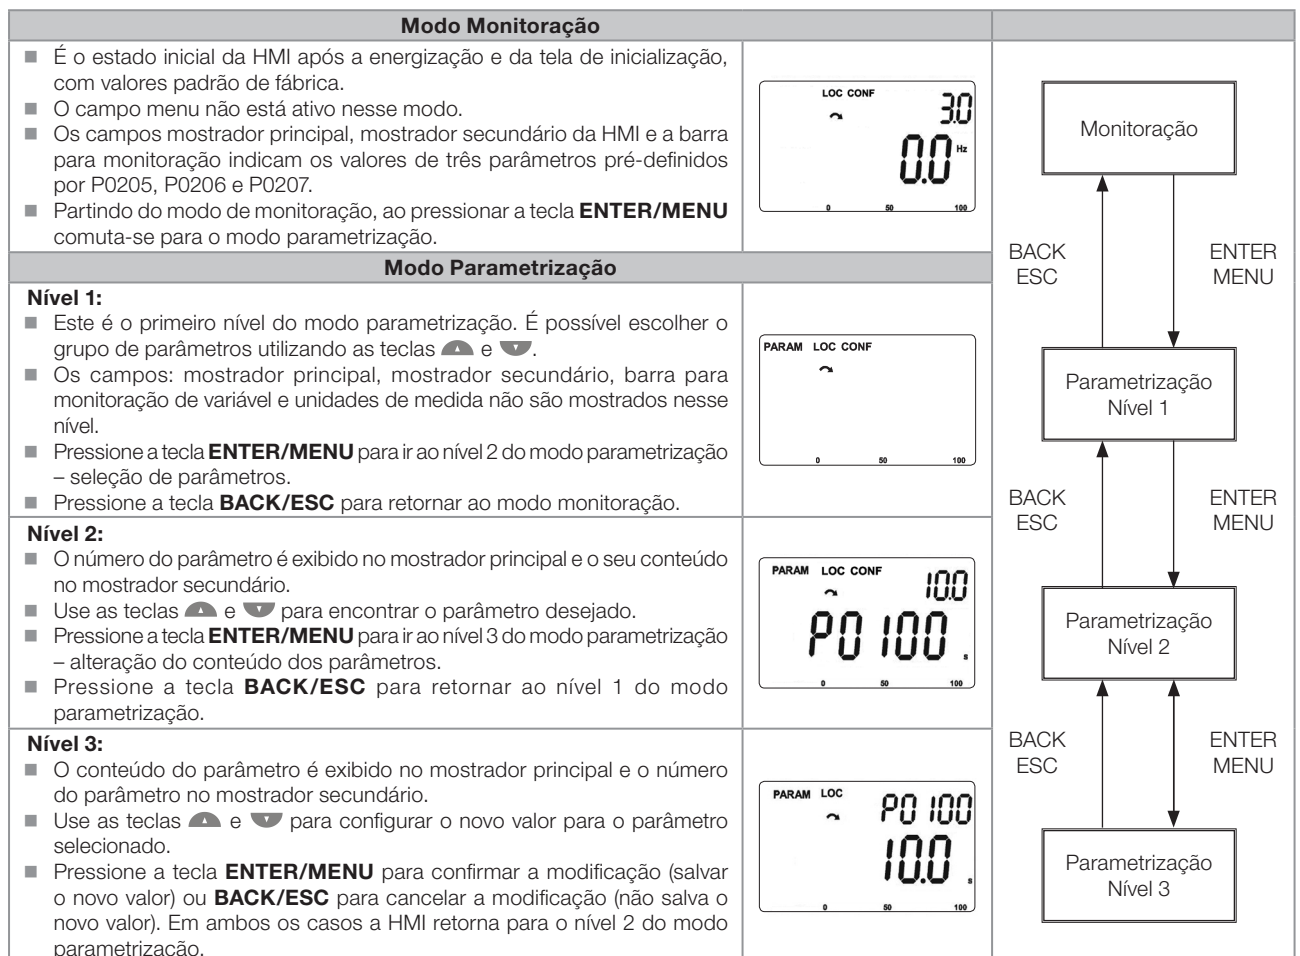 Modo Monitoração
■ É o estado inicial da HMI após a energização e da tela de inicialização,
com valores padrão de fábrica.
■ O campo menu não está ativo nesse modo.
■ Os campos mostrador principal, mostrador secundário da HMI e a barra
para monitoração indicam os valores de três parâmetros pré-definidos
por P0205, P0206 e P0207.
■ Partindo do modo de monitoração, ao pressionar a tecla ENTER/MENU
comuta-se para o modo parametrização.
LOC CONF
3.0
0.0 Hz
0 50 100
Modo Parametrização
Nível 1:
■ Este é o primeiro nível do modo parametrização. É possível escolher o
grupo de parâmetros utilizando as teclas e .
■ Os campos: mostrador principal, mostrador secundário, barra para
monitoração de variável e unidades de medida não são mostrados nesse
nível.
■ Pressione a tecla ENTER/MENU para ir ao nível 2 do modo parametrização
– seleção de parâmetros.
■ Pressione a tecla BACK/ESC para retornar ao modo monitoração.
PARAM LOC CONF
0 50 100
Nível 2:
■ O número do parâmetro é exibido no mostrador principal e o seu conteúdo
no mostrador secundário.
■ Use as teclas e para encontrar o parâmetro desejado.
■ Pressione a tecla ENTER/MENU para ir ao nível 3 do modo parametrização
– alteração do conteúdo dos parâmetros.
■ Pressione a tecla BACK/ESC para retornar ao nível 1 do modo
parametrização.
PARAM LOC CONF
10.0
P0100 s
0 50 100
Nível 3:
■ O conteúdo do parâmetro é exibido no mostrador principal e o número
do parâmetro no mostrador secundário.
■ Use as teclas e para configurar o novo valor para o parâmetro
selecionado.
■ Pressione a tecla ENTER/MENU para confirmar a modificação (salvar
o novo valor) ou BACK/ESC para cancelar a modificação (não salva o
novo valor). Em ambos os casos a HMI retorna para o nível 2 do modo
parametrização.
PARAM LOC
P0100
10.0 s
0 50 100
Monitoração
BACK
ESC
ENTER
MENU
Parametrização
Nível 1
BACK
ESC
ENTER
MENU
Parametrização
Nível 2
BACK
ESC
ENTER
MENU
Parametrização
Nível 3